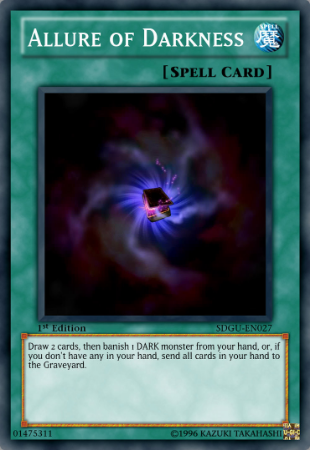 ALLURE OF DARKNESS
SPELL
魔
[SPELL CARD]
1st Edition
SDGU-EN027
Draw 2 cards, then banish 1 DARK monster from your hand, or, if
you don't have any in your hand, send all cards in your hand to
the Graveyard.
01475311
©1996 KAZUKI TAKAHASHI